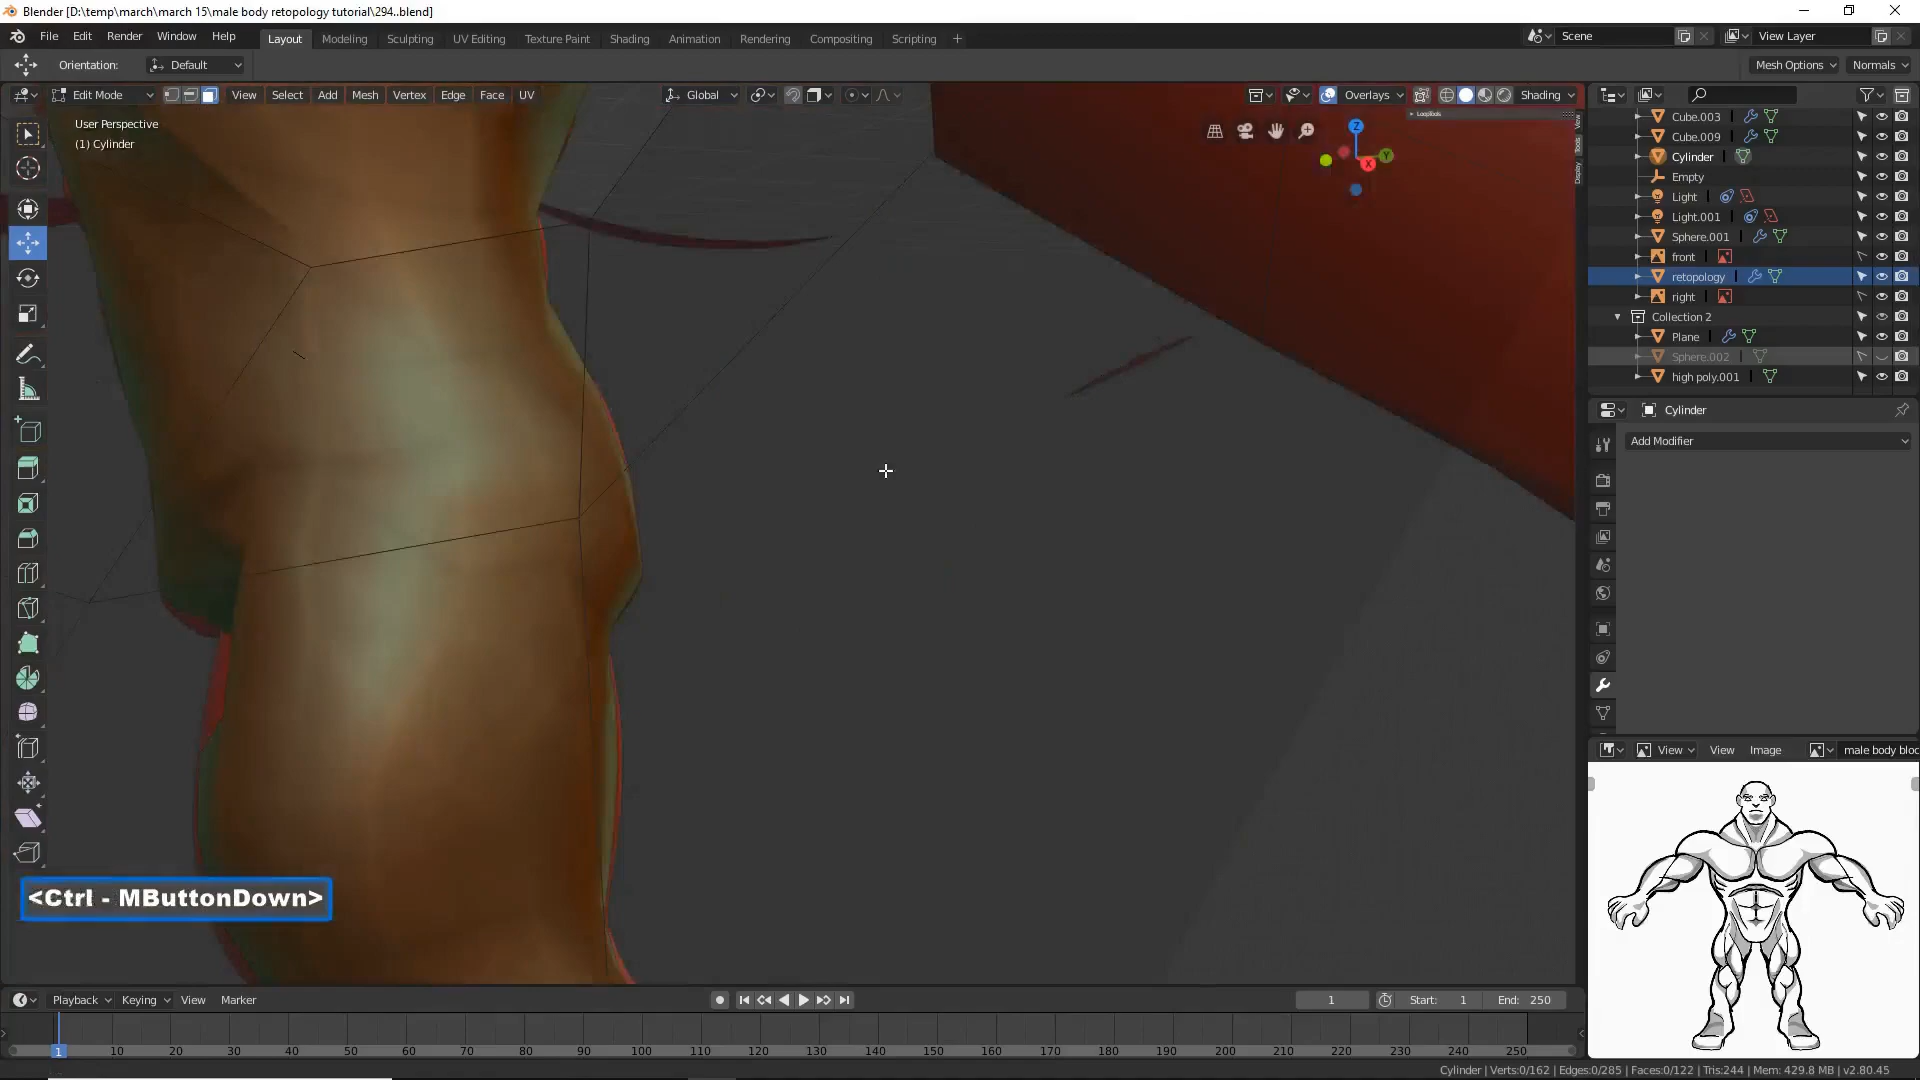 Blender [D:\temp\march\march 15\male body retopology tutorial\294..blend]
File Edit Render Window Help Layout Modeling Sculpting UV Editing Texture Paint Shading Animation Rendering Compositing Scripting + Scene View Layer
Orientation: Default Mesh Options Normals
Edit Mode View Select Add Mesh Vertex Edge Face UV Global Overlays Shading
LoopTools
View
Tools
Display
User Perspective
(1) Cylinder
Z
Y
X
Cube.003
Cube.009
Cylinder
Empty
Light
Light.001
Sphere.001
front
retopology
right
Collection 2
Plane
Sphere.002
high poly.001
Cylinder
Add Modifier
View View Image male body bloc
<Ctrl - MButtonDown>
Playback Keying View Marker 1 Start: 1 End: 250
1 10 20 30 40 50 60 70 80 90 100 110 120 130 140 150 160 170 180 190 200 210 220 230 240 250
Cylinder | Verts:0/162 | Edges:0/285 | Faces:0/122 | Tris:244 | Mem: 429.8 MB | v2.80.45